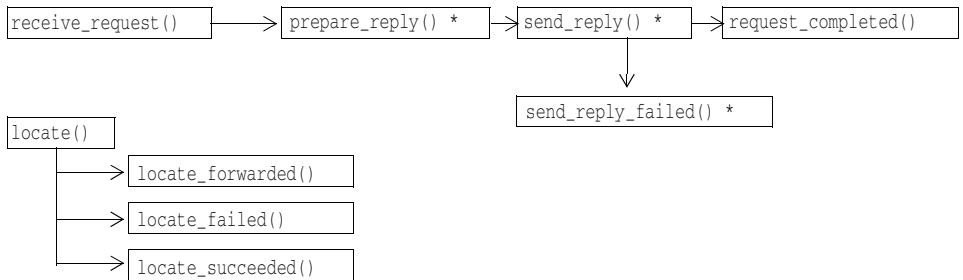 receive_request()
prepare_reply() *
send_reply() *
request_completed()
send_reply_failed() *
locate()
locate_forwarded()
locate_failed()
locate_succeeded()